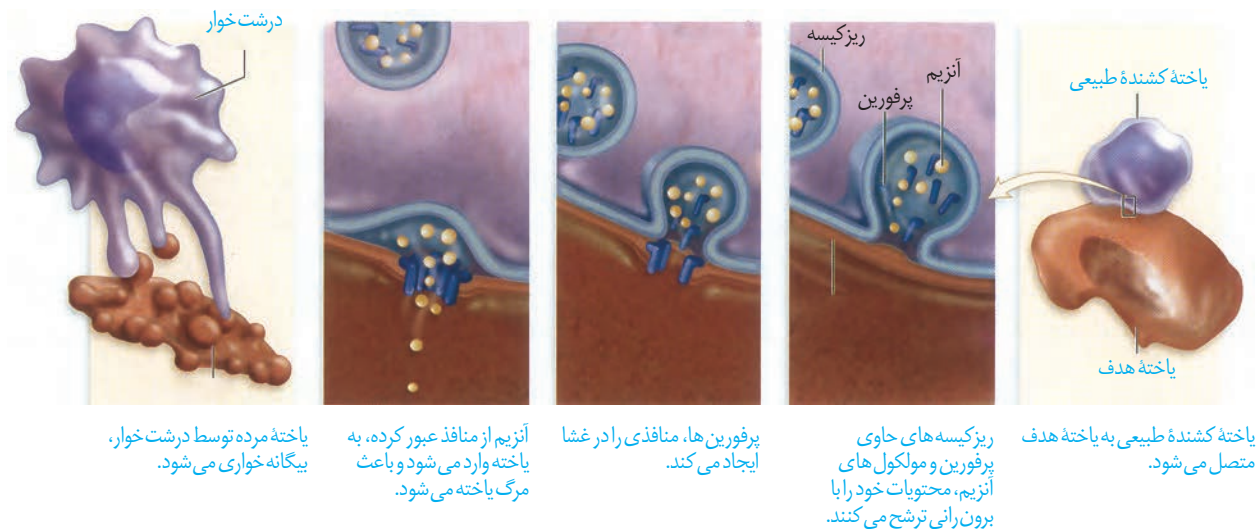 یاختهٔ کشندهٔ طبیعی
یاختهٔ هدف
یاختهٔ کشندهٔ طبیعی به یاختهٔ هدف
متصل می‌شود.
ریزکیسه
آنزیم
پرفورین
ریزکیسه‌های حاوی
پرفورین و مولکول‌های
آنزیم، محتویات خود را با
برون‌رانی ترشح می‌کنند.
پرفورین ها، منافذی را در غشا
ایجاد می کند.
آنزیم از منافذ عبور کرده، به
یاخته وارد می‌شود و باعث
مرگ یاخته می‌شود.
درشت‌خوار
یاختهٔ مرده توسط درشت‌خوار،
بیگانه‌خواری می‌شود.